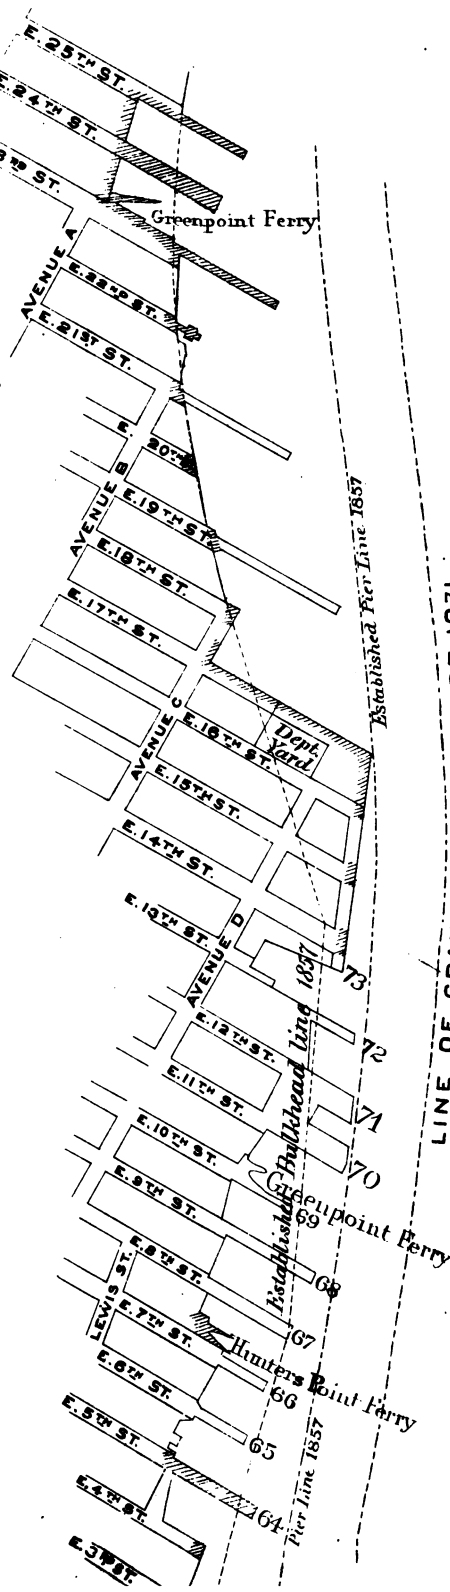 E. 25TH ST.
E. 24TH ST.
3RD ST.
Greenpoint Ferry
AVENUE A
E. 22ND ST.
E. 21ST ST.
E. 20TH
AVENUE B
E. 19TH ST.
E. 18TH ST.
E. 17TH ST.
Established Pier Line 1857
AVENUE C
E. 16TH ST.
Dept.
Yard
E. 15TH ST.
E. 14TH ST.
E. 13TH ST.
AVENUE D
73
E. 12TH ST.
72
E. 11TH ST.
71
E. 10TH ST.
70
Established Bulkhead line 1857
LINE OF
Greenpoint Ferry
69
E. 9TH ST.
68
E. 8TH ST.
LEWIS ST.
67
E. 7TH ST.
Hunters Point Ferry
66
E. 6TH ST.
65
E. 5TH ST.
64
Pier Line 1857
E. 4TH ST.
E. 3RD ST.